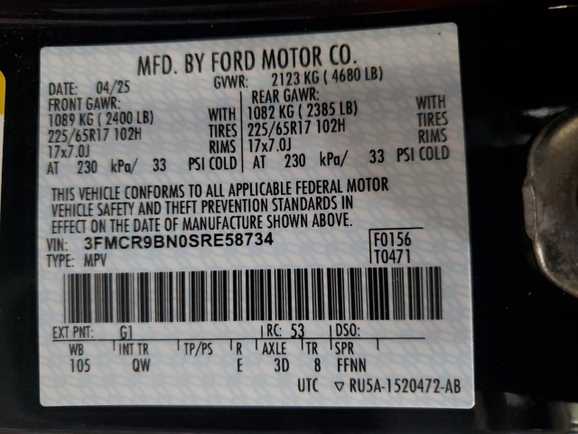 MFD. BY FORD MOTOR CO.
DATE: 04/25 GVWR: 2123 KG ( 4680 LB)
FRONT GAWR: REAR GAWR:
1089 KG ( 2400 LB) WITH 1082 KG ( 2385 LB) WITH
225/65R17 102H TIRES 225/65R17 102H TIRES
17x7.0J RIMS 17x7.0J RIMS
AT 230 kPa/ 33 PSI COLD AT 230 kPa/ 33 PSI COLD
THIS VEHICLE CONFORMS TO ALL APPLICABLE FEDERAL MOTOR
VEHICLE SAFETY AND THEFT PREVENTION STANDARDS IN
EFFECT ON THE DATE OF MANUFACTURE SHOWN ABOVE.
VIN: 3FMCR9BN0SRE58734 F0156
TYPE: MPV T0471
EXT PNT: G1 RC: 53 DSO:
WB INT TR TP/PS R AXLE TR SPR
105 QW E 3D 8 FFNN
UTC ▽ RU5A-1520472-AB